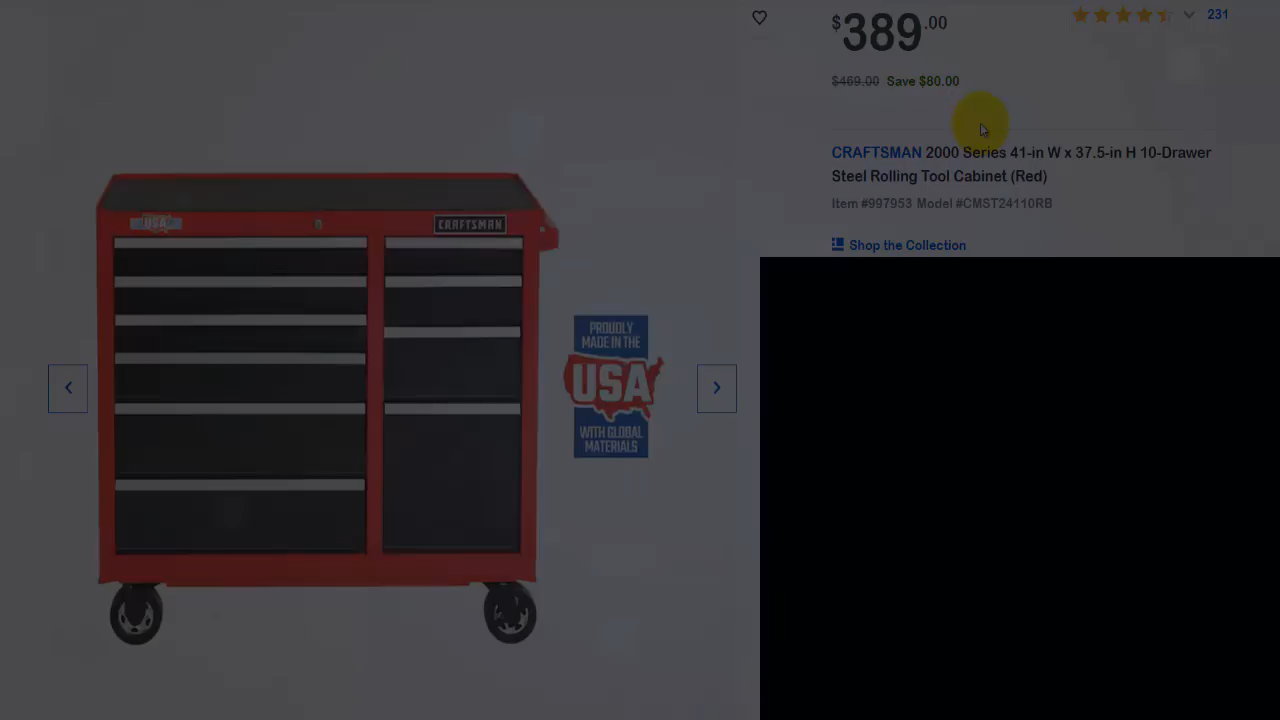 $389.00
231
$469.00 Save $80.00
CRAFTSMAN 2000 Series 41-in W x 37.5-in H 10-Drawer
Steel Rolling Tool Cabinet (Red)
Item #997953 Model #CMST24110RB
Shop the Collection
USA
CRAFTSMAN
PROUDLY
MADE IN THE
USA
WITH GLOBAL
MATERIALS